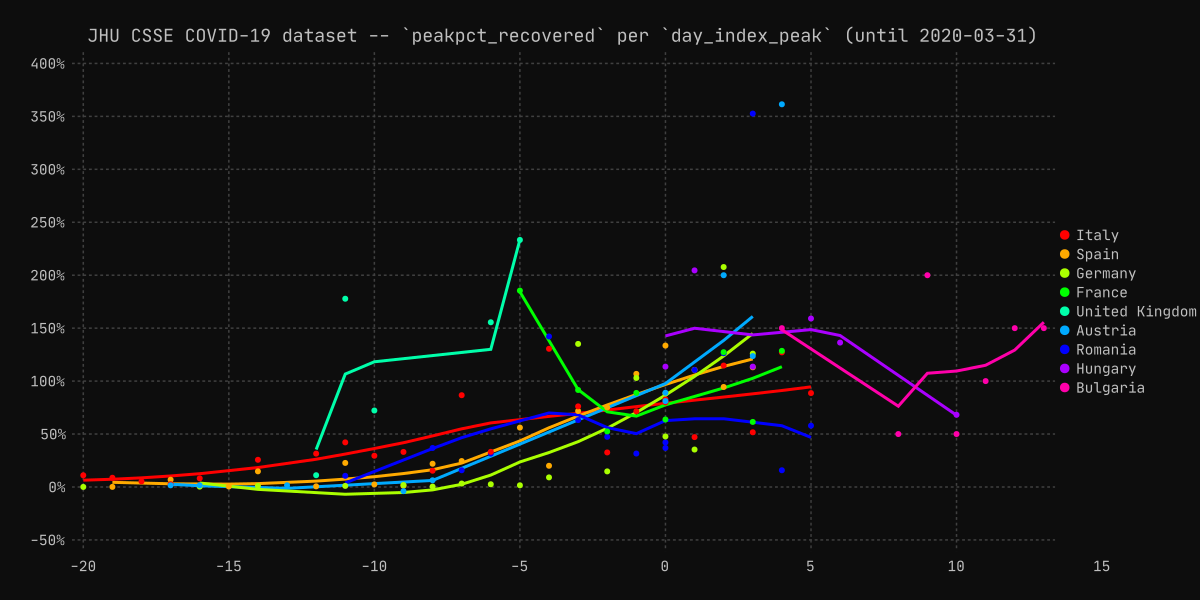 JHU CSSE COVID-19 dataset -- `peakpct_recovered` per `day_index_peak` (until 2020-03-31)
400%
350%
300%
250%
200%
150%
100%
50%
0%
-50%
-20 -15 -10 -5 0 5 10 15
Italy
Spain
Germany
France
United Kingdom
Austria
Romania
Hungary
Bulgaria